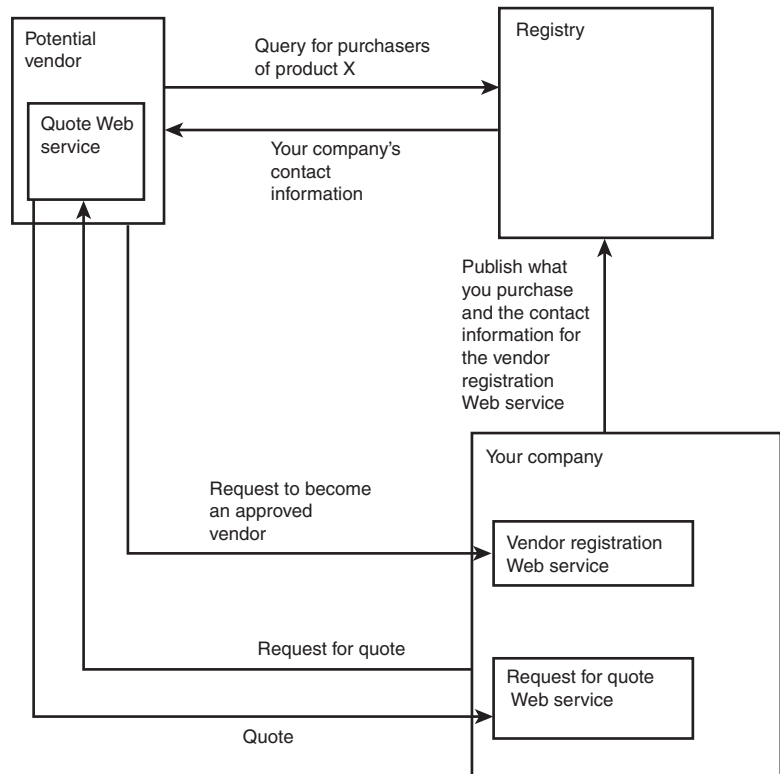 Potential
vendor
Quote Web
service
Query for purchasers
of product X
Registry
Your company's
contact
information
Publish what
you purchase
and the contact
information for
the vendor
registration
Web service
Your company
Request to become
an approved
vendor
Vendor registration
Web service
Request for quote
Request for quote
Web service
Quote